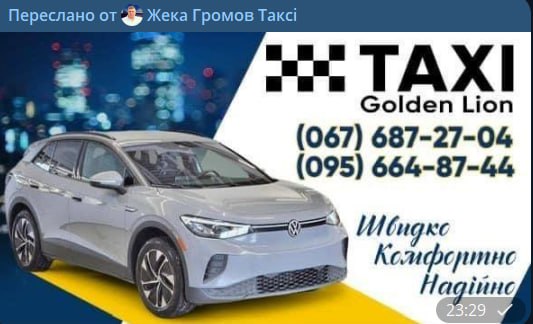 Переслано от Жека Громов Таксі
TAXI
Golden Lion
(067) 687-27-04
(095) 664-87-44
Швидко
Комфортно
Надійно
23:29